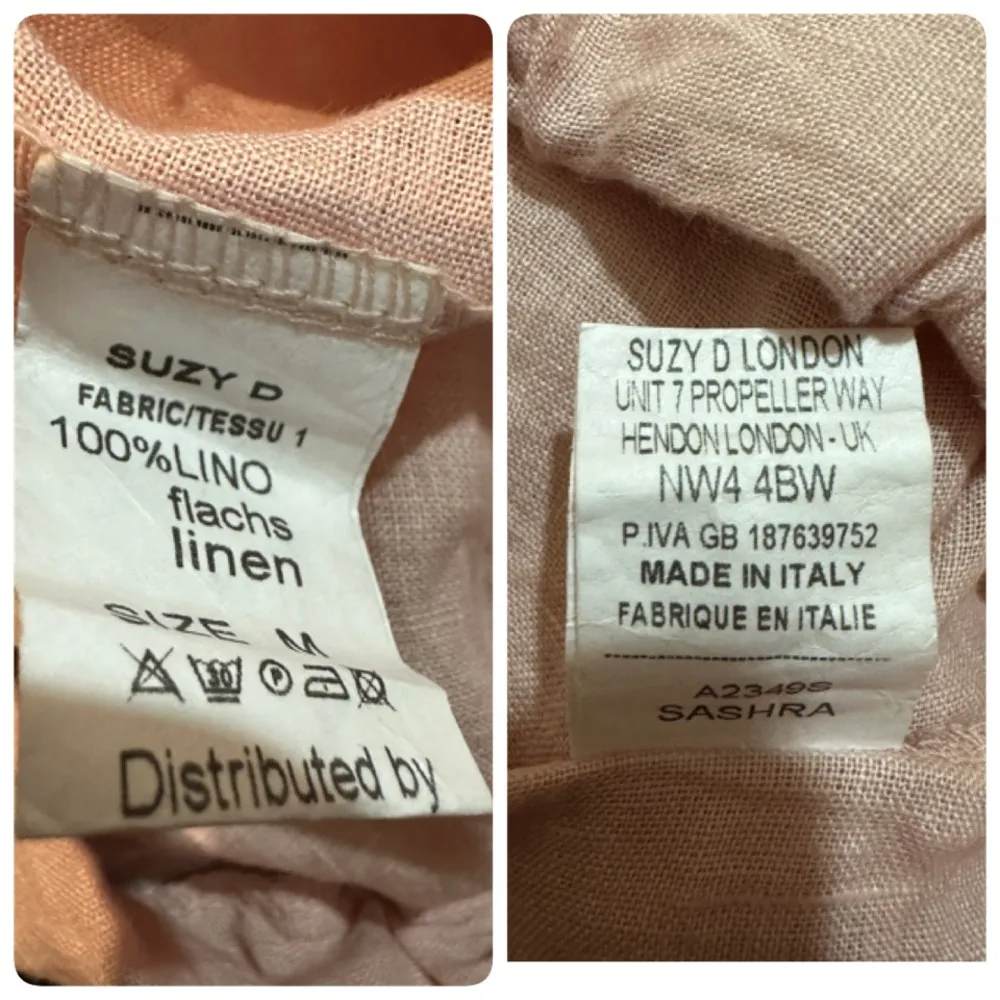 SUZY D
FABRIC/TESSU 1
100%LINO
flachs
linen
SIZE M
30 P
Distributed by
SUZY D LONDON
UNIT 7 PROPELLER WAY
HENDON LONDON - UK
NW4 4BW
P.IVA GB 187639752
MADE IN ITALY
FABRIQUE EN ITALIE
A2349S
SASHRA